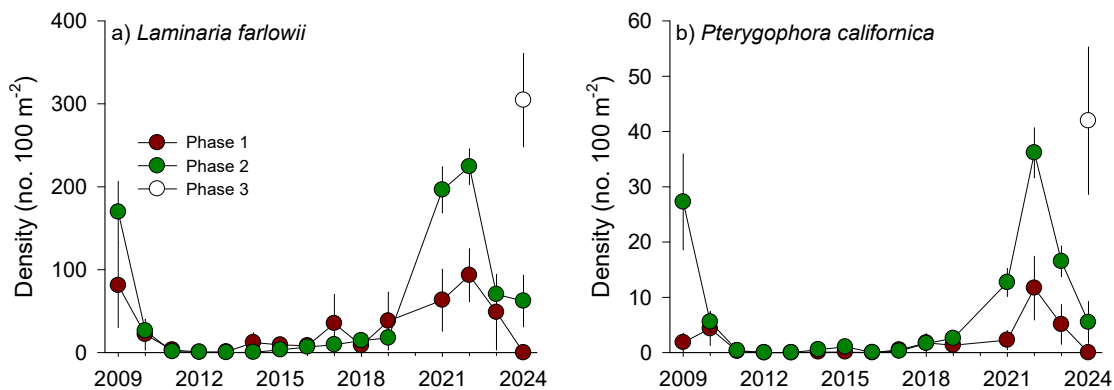 a) Laminaria farlowii
400
300
200
100
0
Density (no. 100 m-2)
Phase 1
Phase 2
Phase 3
2009 2012 2015 2018 2021 2024
b) Pterygophora californica
60
50
40
30
20
10
0
Density (no. 100 m-2)
2009 2012 2015 2018 2021 2024